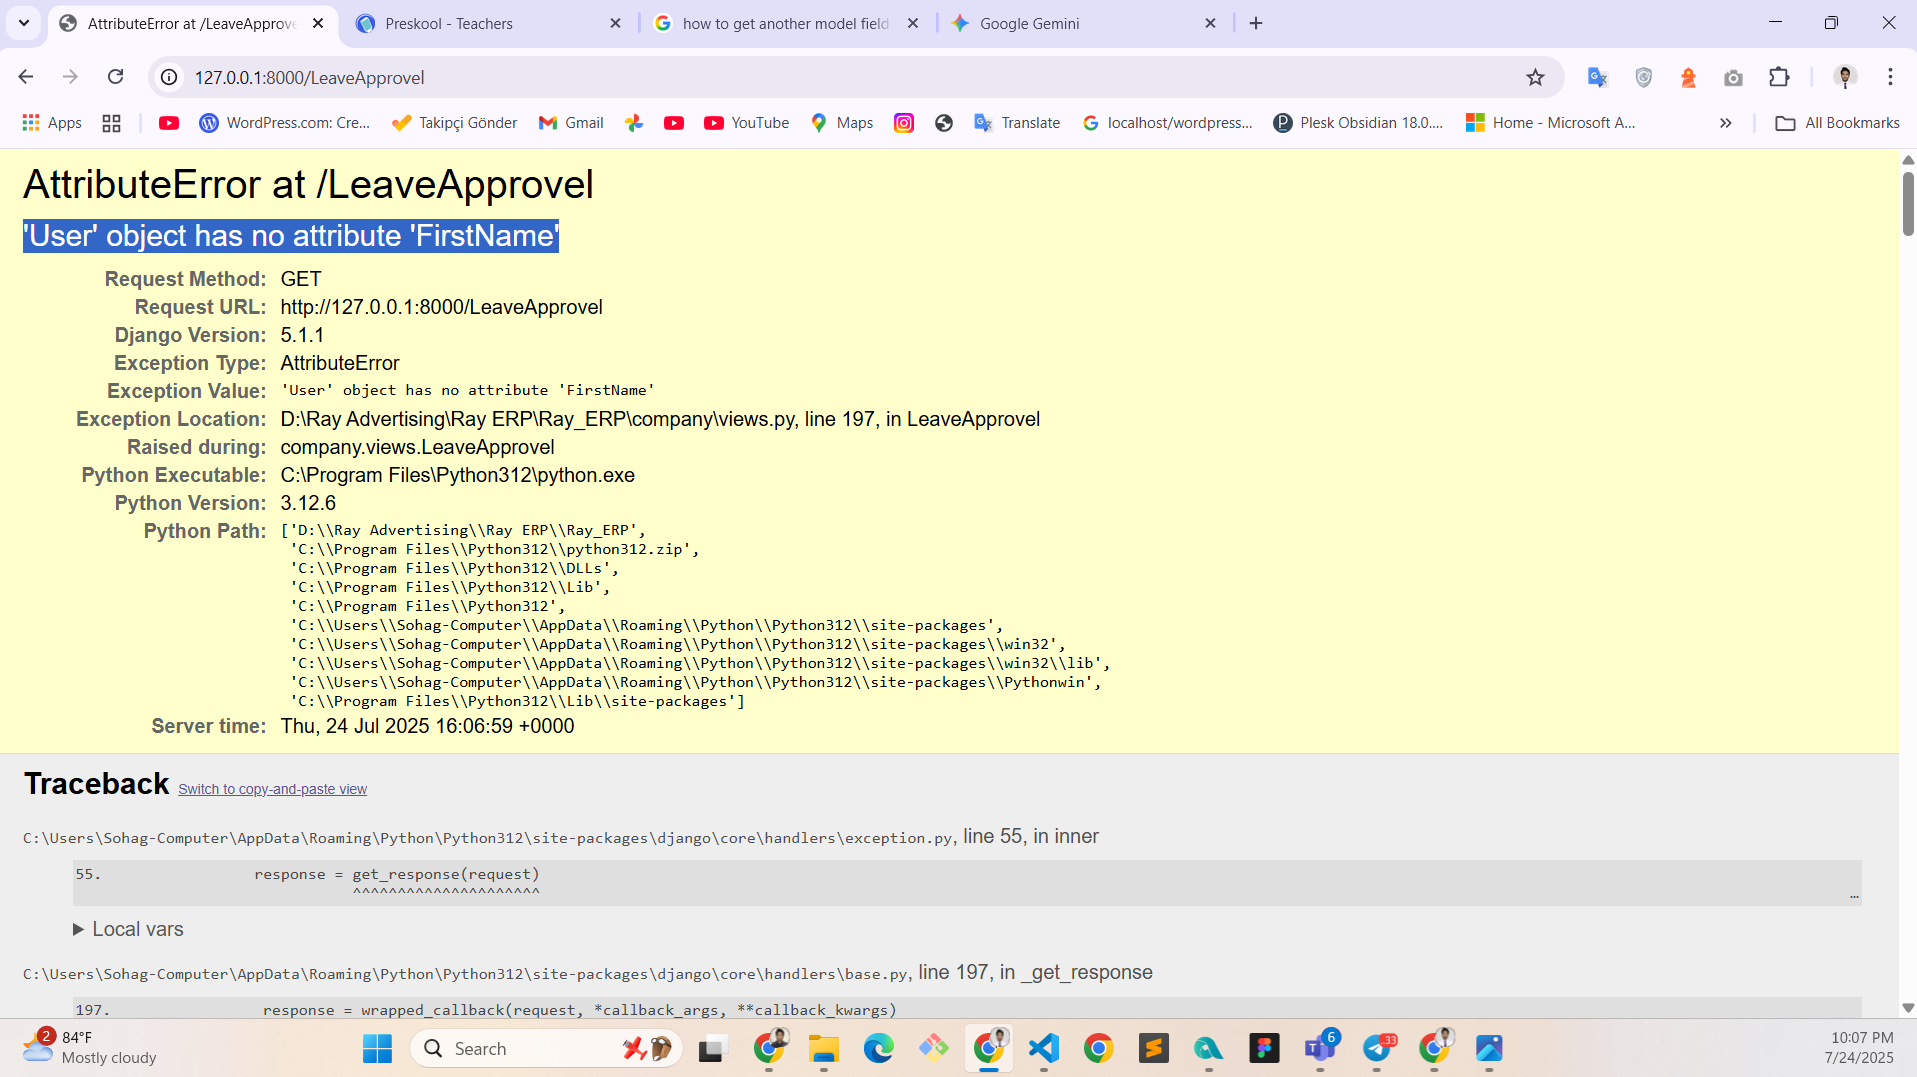 AttributeError at /LeaveApprove
Preskool - Teachers
how to get another model field
Google Gemini
127.0.0.1:8000/LeaveApprovel
Apps
WordPress.com: Cre...
Takipçi Gönder
Gmail
YouTube
Maps
Translate
localhost/wordpress...
Plesk Obsidian 18.0....
Home - Microsoft A...
All Bookmarks
AttributeError at /LeaveApprovel
'User' object has no attribute 'FirstName'
Request Method: GET
Request URL: http://127.0.0.1:8000/LeaveApprovel
Django Version: 5.1.1
Exception Type: AttributeError
Exception Value: 'User' object has no attribute 'FirstName'
Exception Location: D:\Ray Advertising\Ray ERP\Ray_ERP\company\views.py, line 197, in LeaveApprovel
Raised during: company.views.LeaveApprovel
Python Executable: C:\Program Files\Python312\python.exe
Python Version: 3.12.6
Python Path: ['D:\\Ray Advertising\\Ray ERP\\Ray_ERP',
'C:\\Program Files\\Python312\\python312.zip',
'C:\\Program Files\\Python312\\DLLs',
'C:\\Program Files\\Python312\\Lib',
'C:\\Program Files\\Python312',
'C:\\Users\\Sohag-Computer\\AppData\\Roaming\\Python\\Python312\\site-packages',
'C:\\Users\\Sohag-Computer\\AppData\\Roaming\\Python\\Python312\\site-packages\\win32',
'C:\\Users\\Sohag-Computer\\AppData\\Roaming\\Python\\Python312\\site-packages\\win32\\lib',
'C:\\Users\\Sohag-Computer\\AppData\\Roaming\\Python\\Python312\\site-packages\\Pythonwin',
'C:\\Program Files\\Python312\\Lib\\site-packages']
Server time: Thu, 24 Jul 2025 16:06:59 +0000
Traceback Switch to copy-and-paste view
C:\Users\Sohag-Computer\AppData\Roaming\Python\Python312\site-packages\django\core\handlers\exception.py, line 55, in inner
55. response = get_response(request)
^^^^^^^^^^^^^^^^^^^^^
…
Local vars
C:\Users\Sohag-Computer\AppData\Roaming\Python\Python312\site-packages\django\core\handlers\base.py, line 197, in _get_response
197. response = wrapped_callback(request, *callback_args, **callback_kwargs)
2
84°F
Mostly cloudy
Search
6
33
10:07 PM
7/24/2025